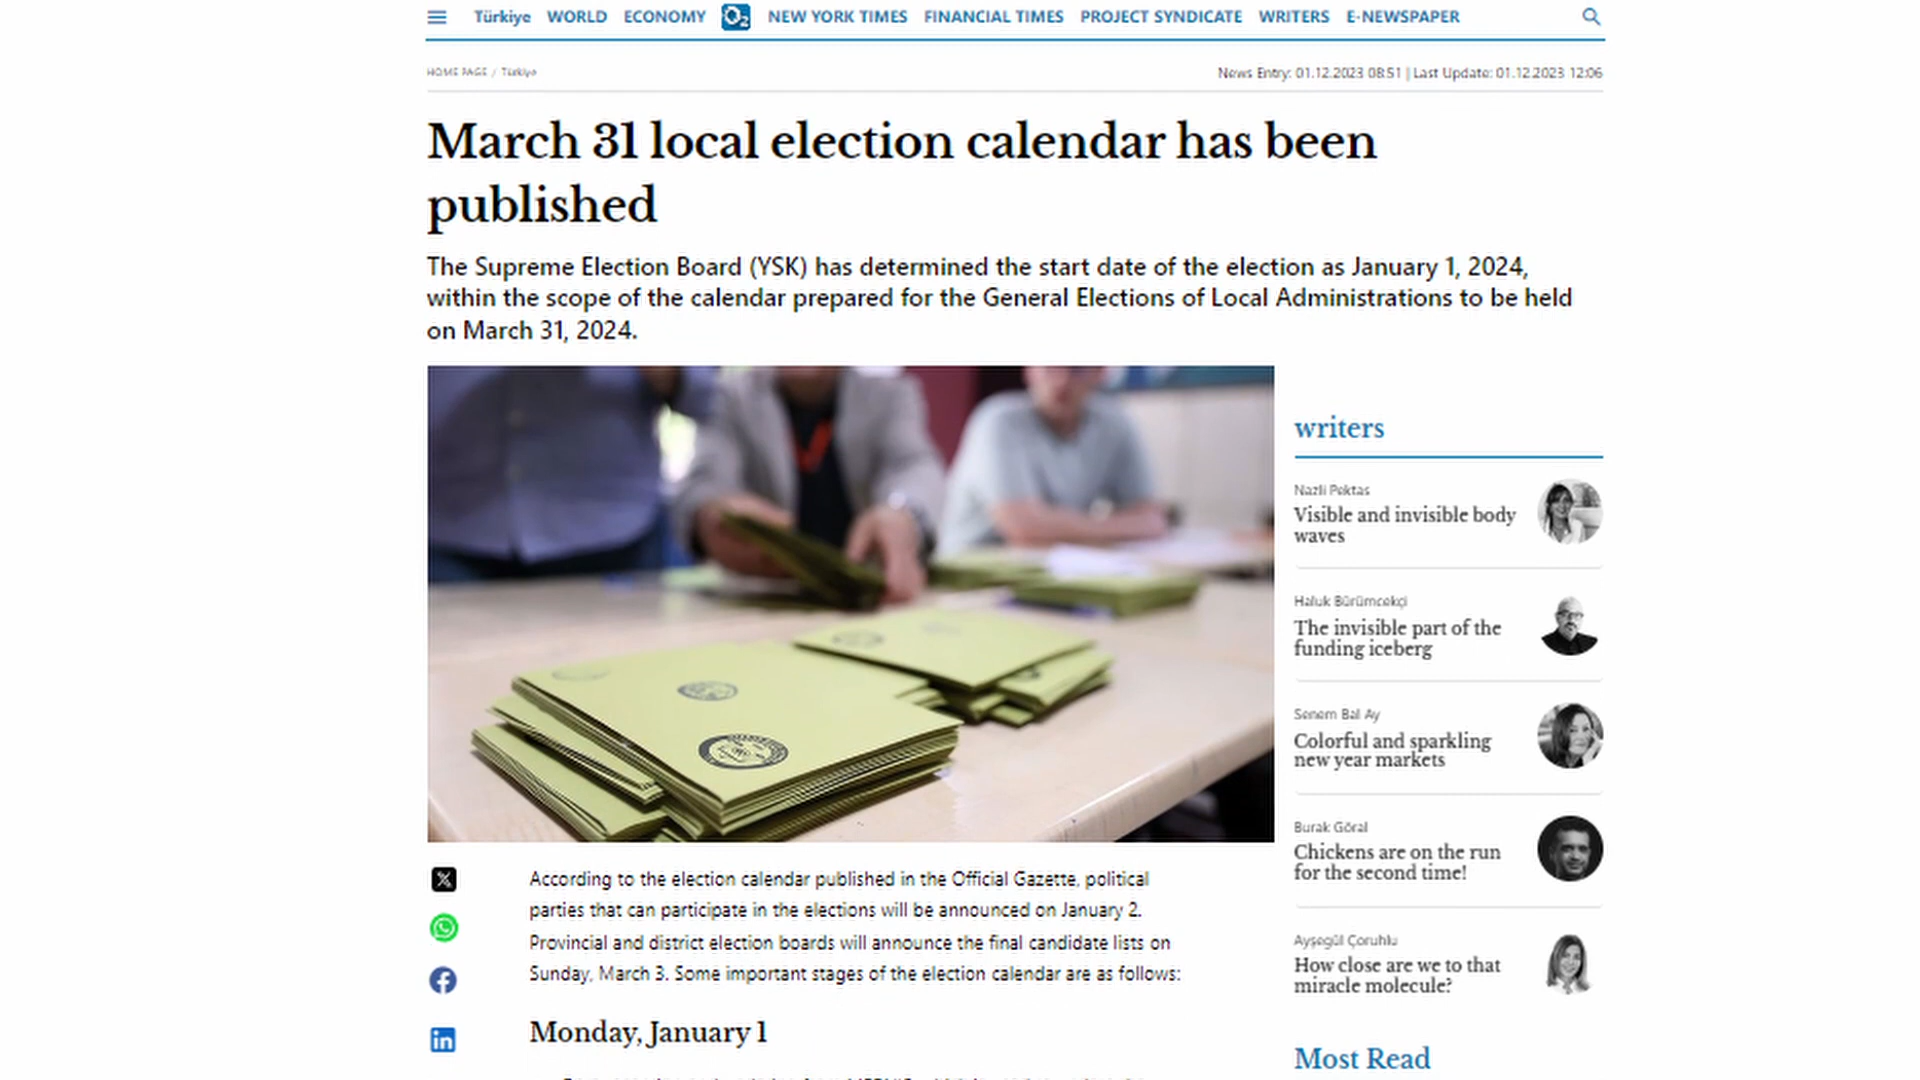 Türkiye WORLD ECONOMY O2 NEW YORK TIMES FINANCIAL TIMES PROJECT SYNDICATE WRITERS E-NEWSPAPER
HOME PAGE / Türkiye
News Entry: 01.12.2023 08:51 | Last Update: 01.12.2023 12:06
March 31 local election calendar has been
published
The Supreme Election Board (YSK) has determined the start date of the election as January 1, 2024,
within the scope of the calendar prepared for the General Elections of Local Administrations to be held
on March 31, 2024.
According to the election calendar published in the Official Gazette, political
parties that can participate in the elections will be announced on January 2.
Provincial and district election boards will announce the final candidate lists on
Sunday, March 3. Some important stages of the election calendar are as follows:
Monday, January 1
writers
Nazli Pektas
Visible and invisible body
waves
Haluk Bürümcekçi
The invisible part of the
funding iceberg
Senem Bal Ay
Colorful and sparkling
new year markets
Burak Göral
Chickens are on the run
for the second time!
Ayşegül Çoruhlu
How close are we to that
miracle molecule?
Most Read